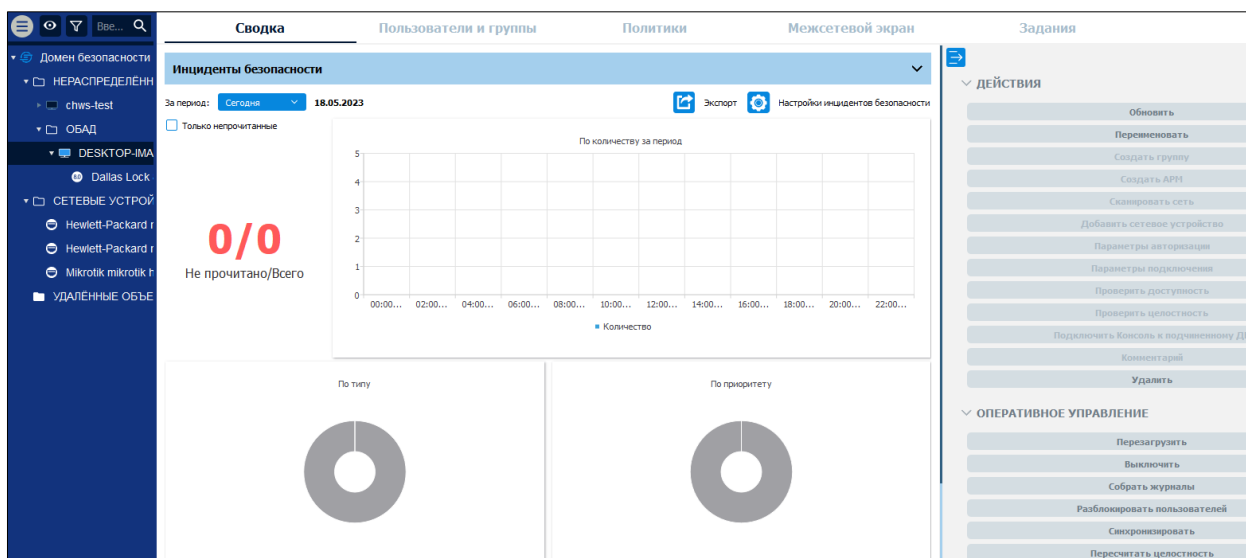 Вве...
Домен безопасности
НЕРАСПРЕДЕЛЁНН
chws-test
ОБАД
DESKTOP-IMA
8.0 Dallas Lock
СЕТЕВЫЕ УСТРОЙ
Hewlett-Packard r
Hewlett-Packard r
Mikrotik mikrotik h
УДАЛЁННЫЕ ОБЪЕ
Сводка Пользователи и группы Политики Межсетевой экран Задания
Инциденты безопасности
За период: Сегодня 18.05.2023 Экспорт Настройки инцидентов безопасности
Только непрочитанные
0/0
Не прочитано/Всего
По количеству за период
5
4
3
2
1
0
00:00... 02:00... 04:00... 06:00... 08:00... 10:00... 12:00... 14:00... 16:00... 18:00... 20:00... 22:00...
Количество
По типу
По приоритету
ДЕЙСТВИЯ
Обновить
Переименовать
Создать группу
Создать АРМ
Сканировать сеть
Добавить сетевое устройство
Параметры авторизации
Параметры подключения
Проверить доступность
Проверить целостность
Подключить Консоль к подчиненному Д
Комментарий
Удалить
ОПЕРАТИВНОЕ УПРАВЛЕНИЕ
Перезагрузить
Выключить
Собрать журналы
Разблокировать пользователей
Синхронизировать
Пересчитать целостность